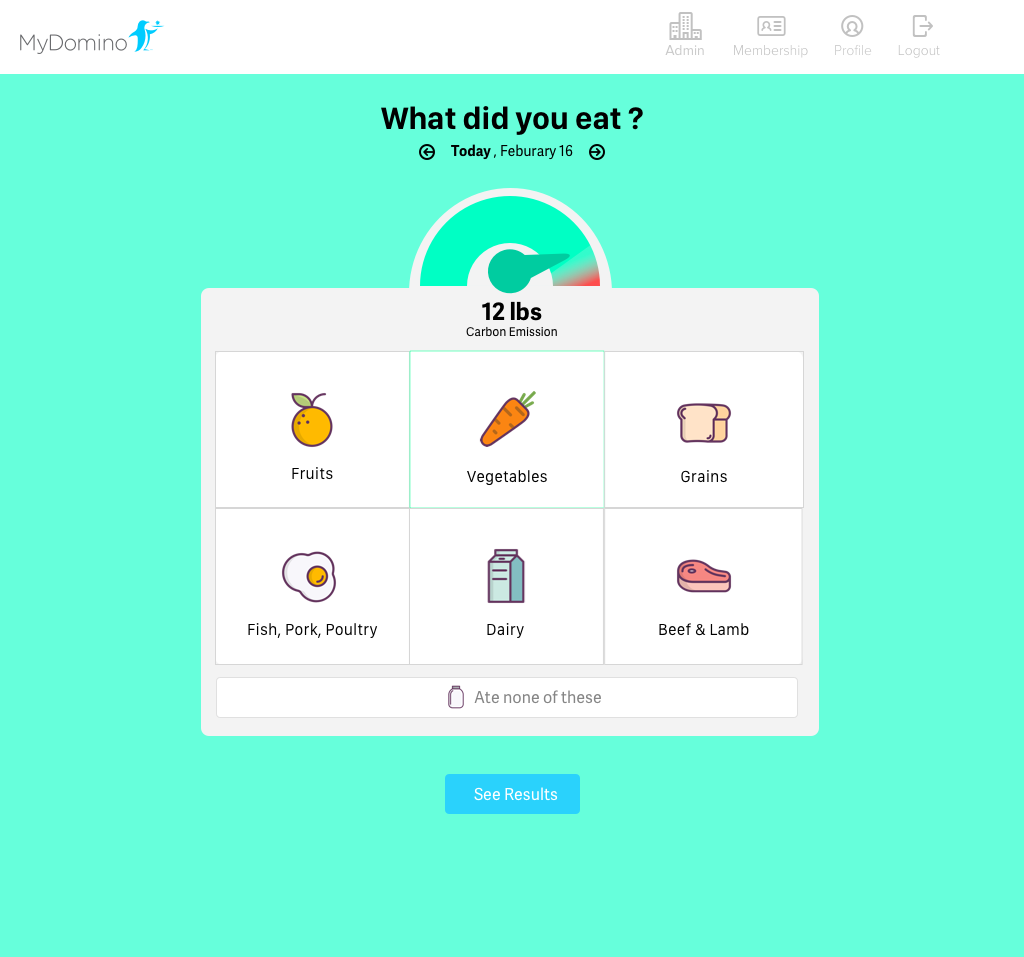 MyDomino
Admin
Membership
Profile
Logout
What did you eat ?
Today , Feburary 16
12 lbs
Carbon Emission
Fruits
Vegetables
Grains
Fish, Pork, Poultry
Dairy
Beef & Lamb
Ate none of these
See Results